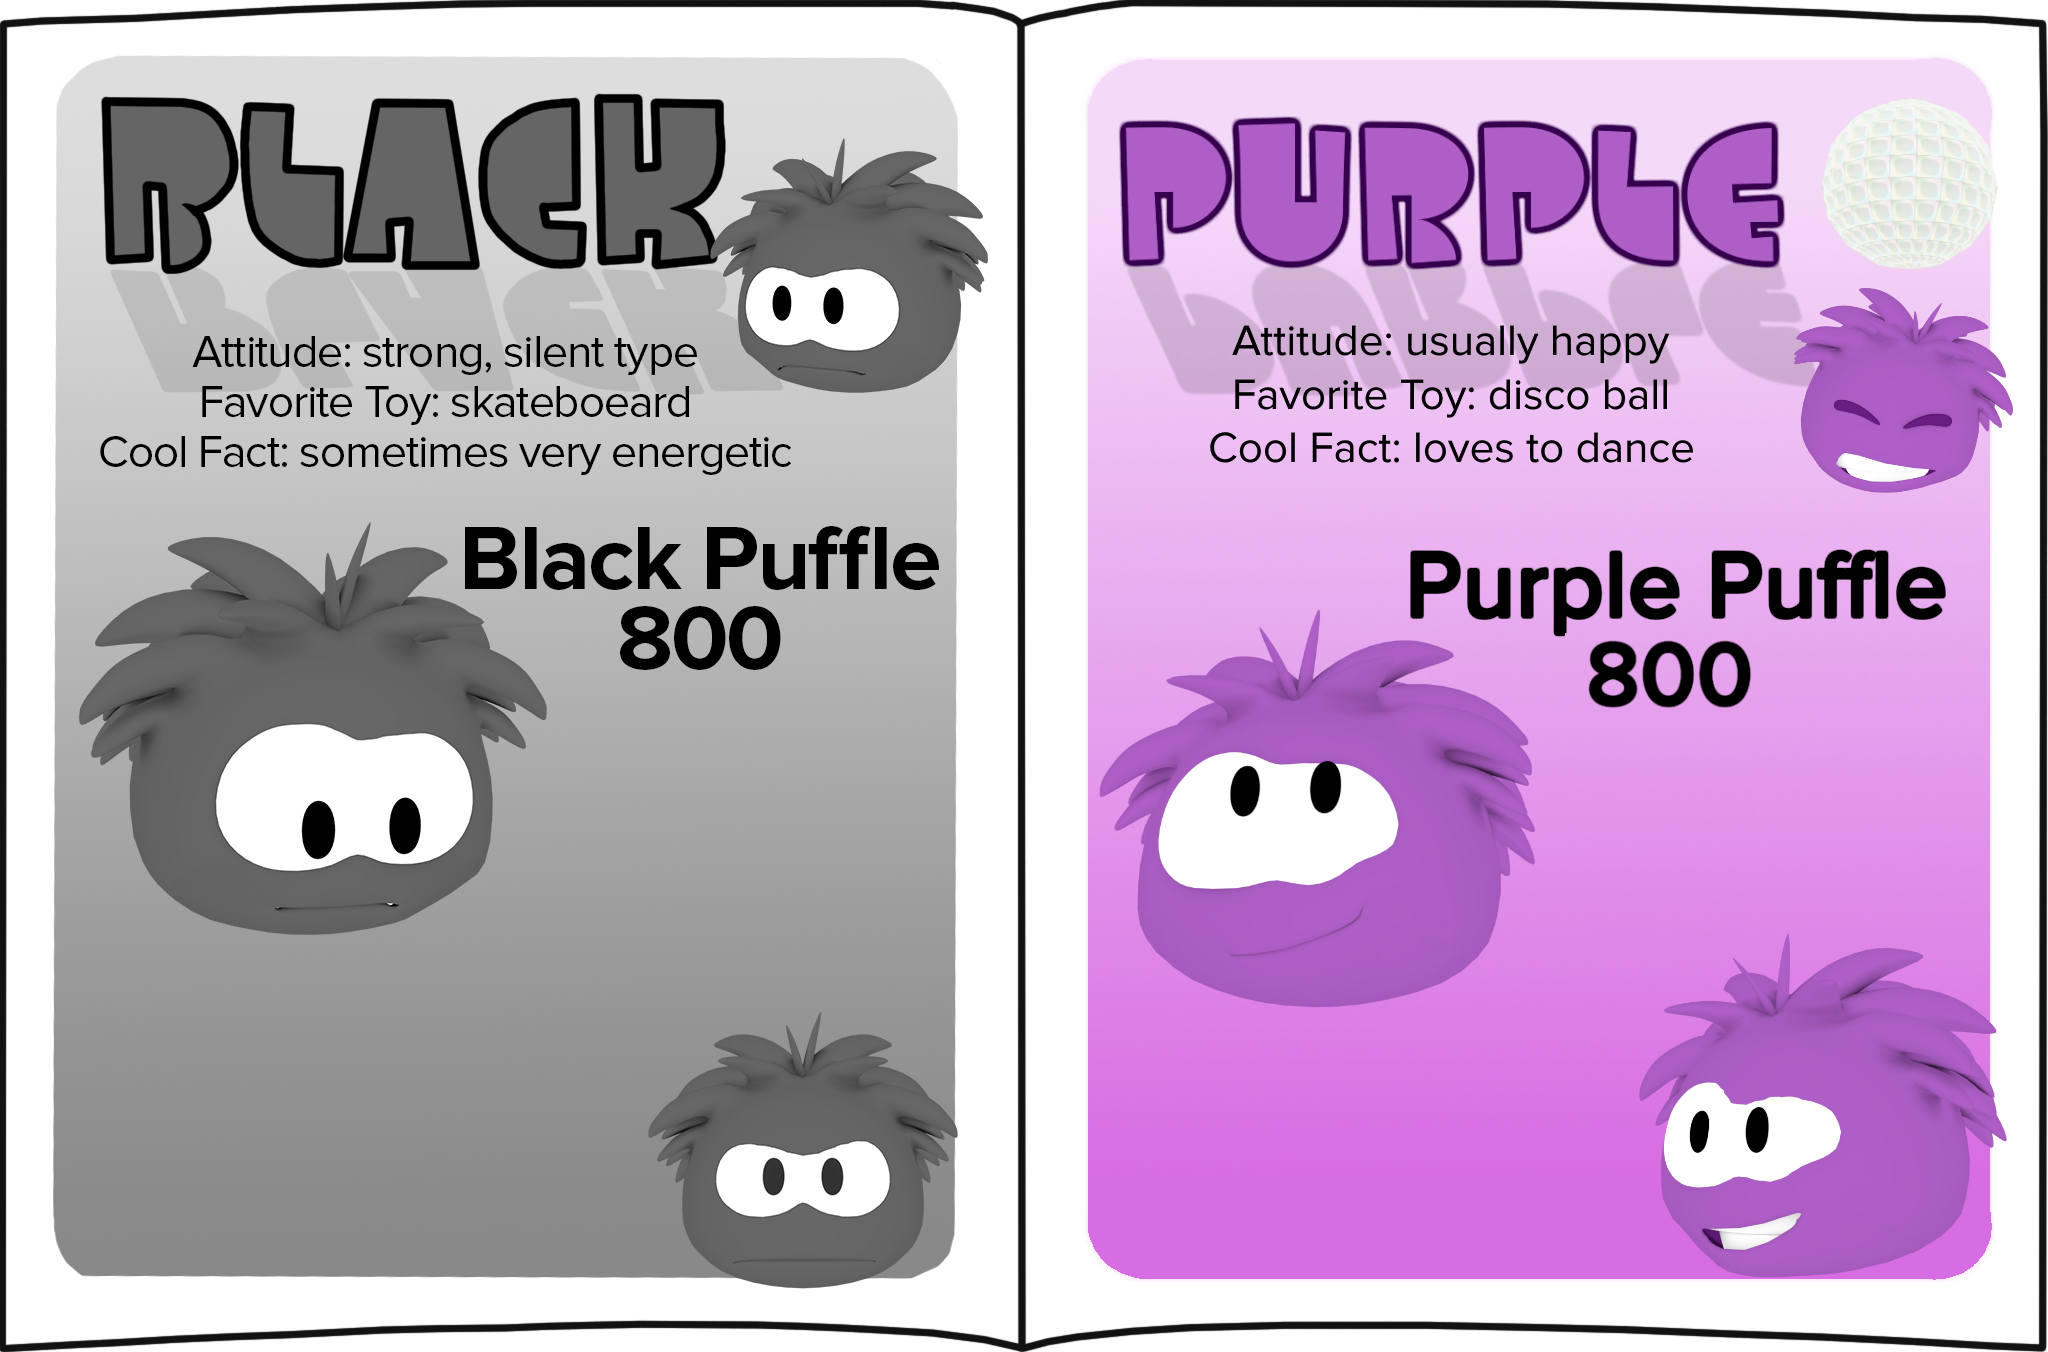 BLACK
Attitude: strong, silent type
Favorite Toy: skateboeard
Cool Fact: sometimes very energetic
Black Puffle
800
PURPLE
Attitude: usually happy
Favorite Toy: disco ball
Cool Fact: loves to dance
Purple Puffle
800